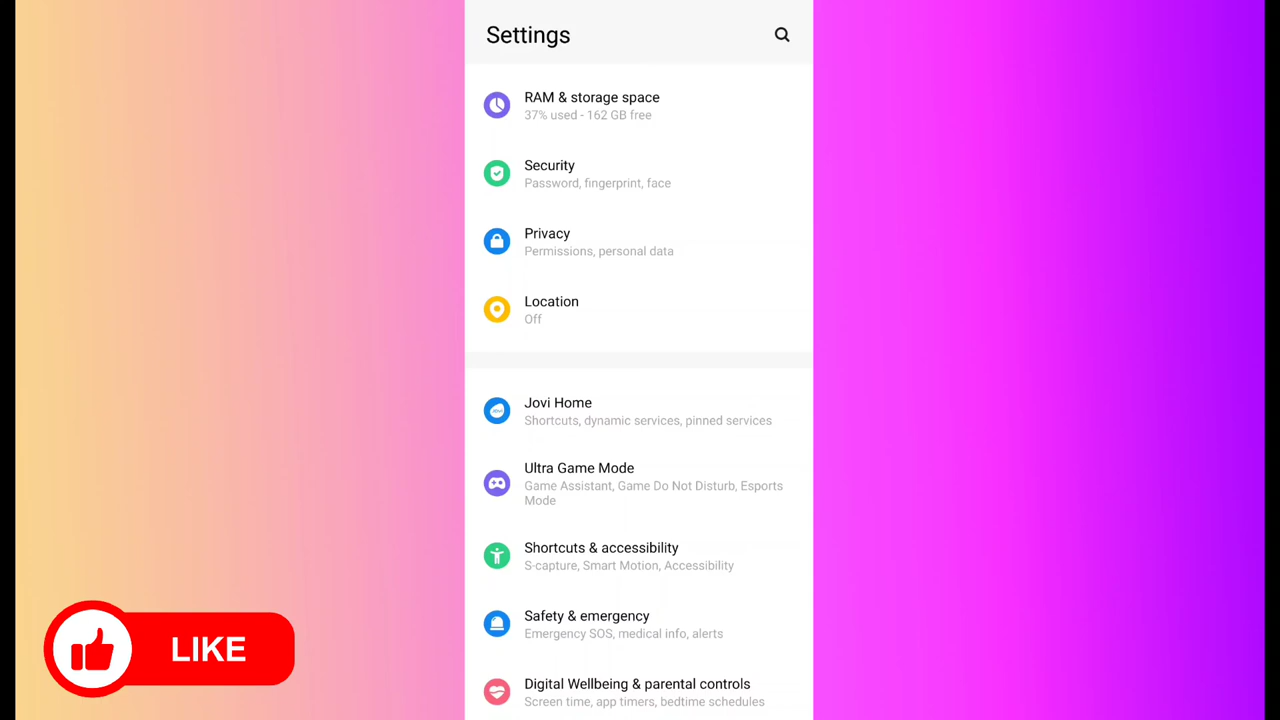 Settings
RAM & storage space
37% used - 162 GB free
Security
Password, fingerprint, face
Privacy
Permissions, personal data
Location
Off
Jovi Home
JOVI
Shortcuts, dynamic services, pinned services
Ultra Game Mode
Game Assistant, Game Do Not Disturb, Esports
Mode
Shortcuts & accessibility
S-capture, Smart Motion, Accessibility
Safety & emergency
Emergency SOS, medical info, alerts
LIKE
Digital Wellbeing & parental controls
Screen time, app timers, bedtime schedules